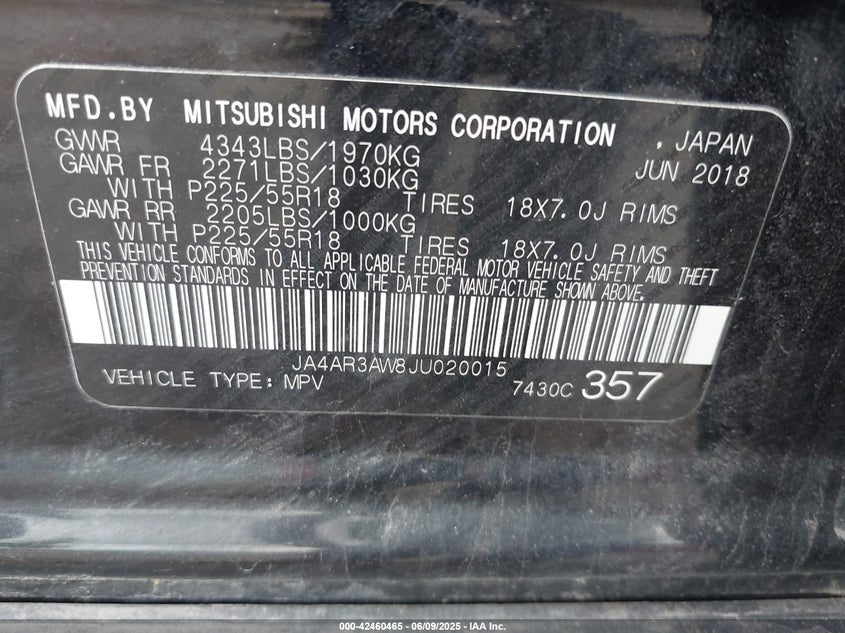 MFD.BY MITSUBISHI MOTORS CORPORATION . JAPAN
GVWR 4343LBS/1970KG JUN 2018
GAWR FR 2271LBS/1030KG
WITH P225/55R18 TIRES 18X7.0J RIMS
GAWR RR 2205LBS/1000KG
WITH P225/55R18 TIRES 18X7.0J RIMS
THIS VEHICLE CONFORMS TO ALL APPLICABLE FEDERAL MOTOR VEHICLE SAFETY AND THEFT
PREVENTION STANDARDS IN EFFECT ON THE DATE OF MANUFACTURE SHOWN ABOVE.
JA4AR3AW8JU020015
VEHICLE TYPE: MPV 7430C 357
000-42460465 - 06/09/2025 - IAA Inc.